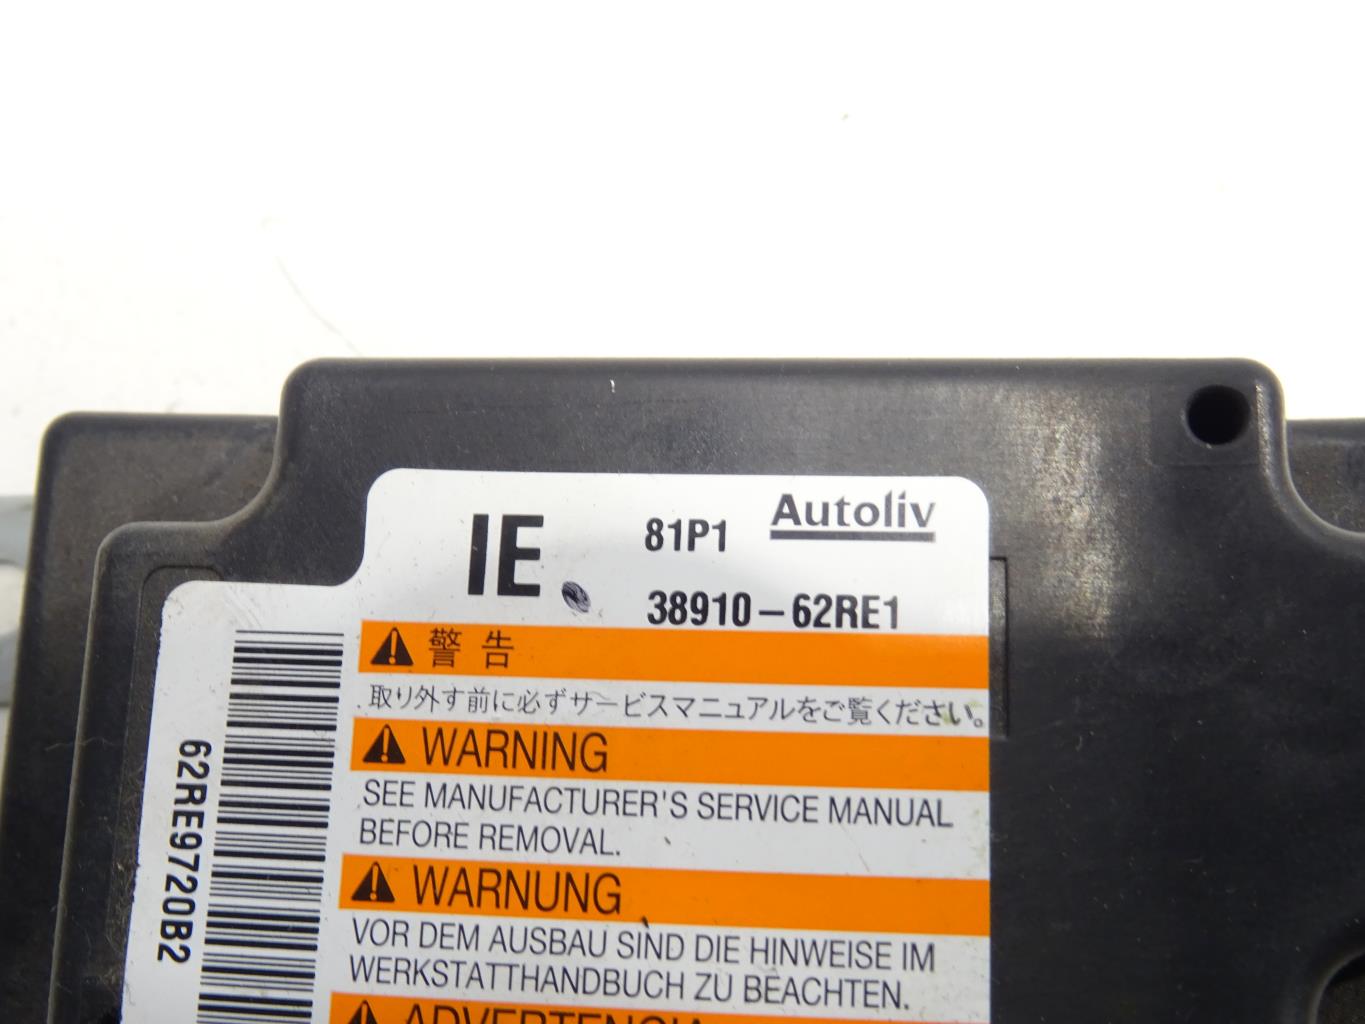 IE 81P1 Autoliv
38910-62RE1
警告
取り外す前に必ずサービスマニュアルをご覧ください。
WARNING
SEE MANUFACTURER'S SERVICE MANUAL
BEFORE REMOVAL.
WARNUNG
VOR DEM AUSBAU SIND DIE HINWEISE IM
WERKSTATTHANDBUCH ZU BEACHTEN.
ADVERTENCIA
62RE9720B2